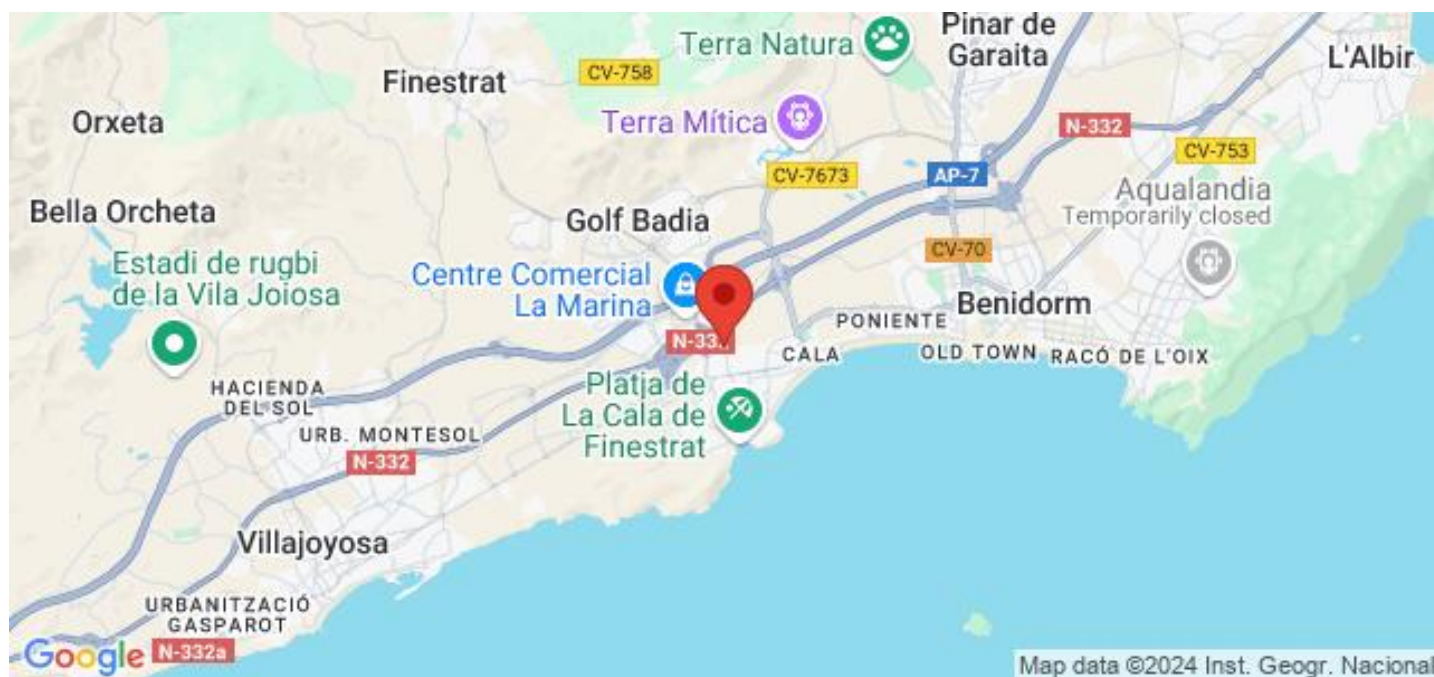 Terra Natura
Pinar de
Garaita
L'Albir
Finestrat
CV-758
Orxeta
Terra Mítica
N-332
CV-753
CV-7673
AP-7
Aqualandia
Temporarily closed
Bella Orcheta
Golf Badia
CV-70
Estadi de rugbi
de la Vila Joiosa
Centre Comercial
La Marina
Benidorm
PONIENTE
N-33
CALA
OLD TOWN
RACÓ DE L'OIX
HACIENDA
DEL SOL
Platja de
La Cala de
Finestrat
URB. MONTESOL
N-332
Villajoyosa
URBANITZACIÓ
GASPAROT
Google
N-332a
Map data ©2024 Inst. Geogr. Nacional